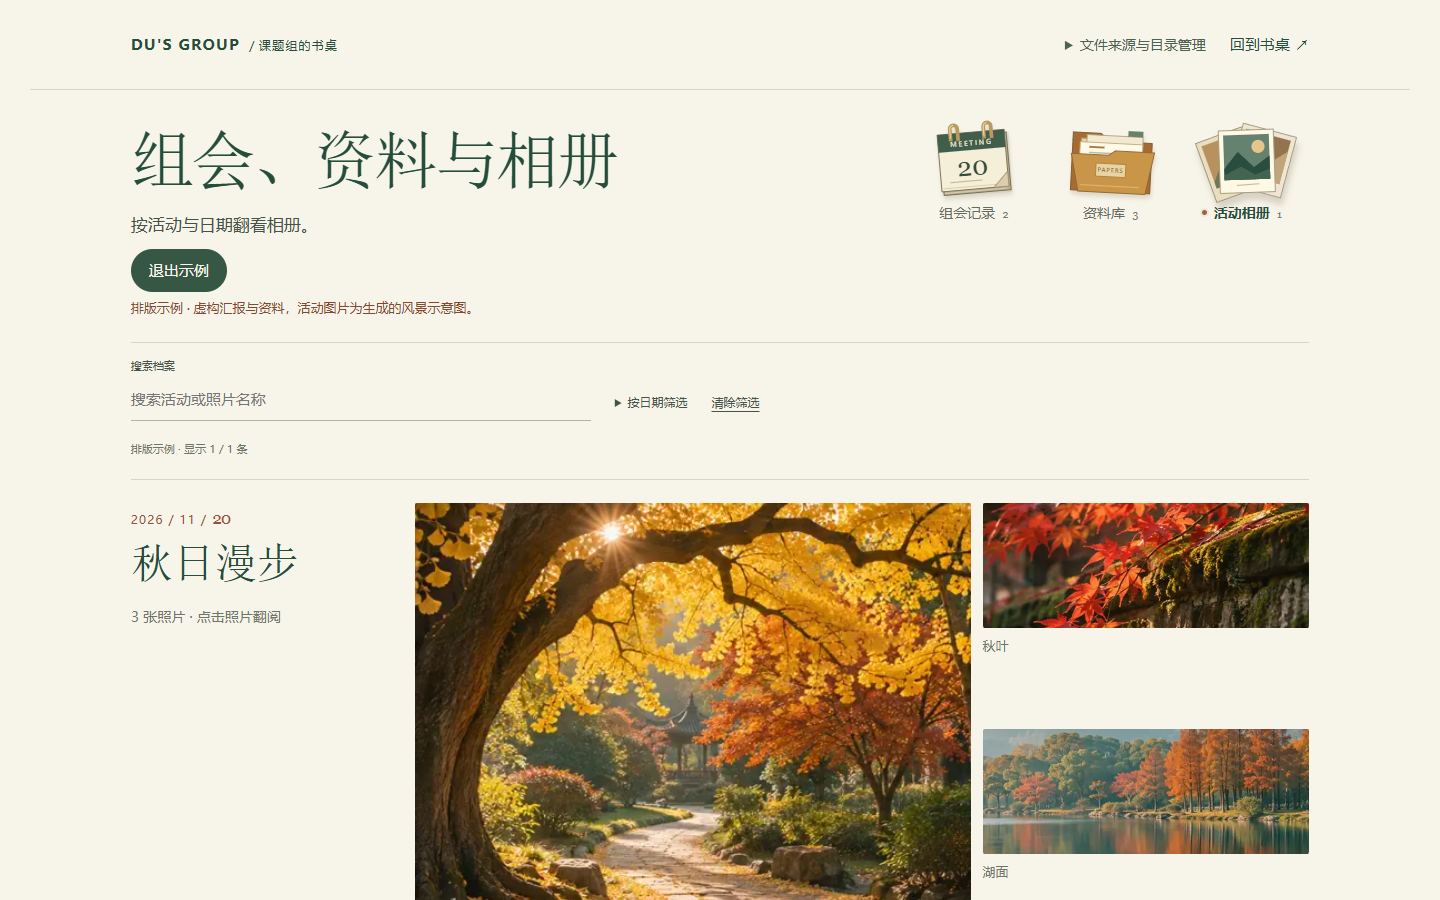 DU'S GROUP / 课题组的书桌
▶ 文件来源与目录管理 回到书桌 ↗
组会、资料与相册
按活动与日期翻看相册。
退出示例
排版示例 · 虚构汇报与资料，活动图片为生成的风景示意图。
MEETING
20
组会记录 2
PAPERS
资料库 3
• 活动相册 1
搜索档案
搜索活动或照片名称
▶ 按日期筛选 清除筛选
排版示例 · 显示 1 / 1 条
2026 / 11 / 20
秋日漫步
3 张照片 · 点击照片翻阅
秋叶
湖面